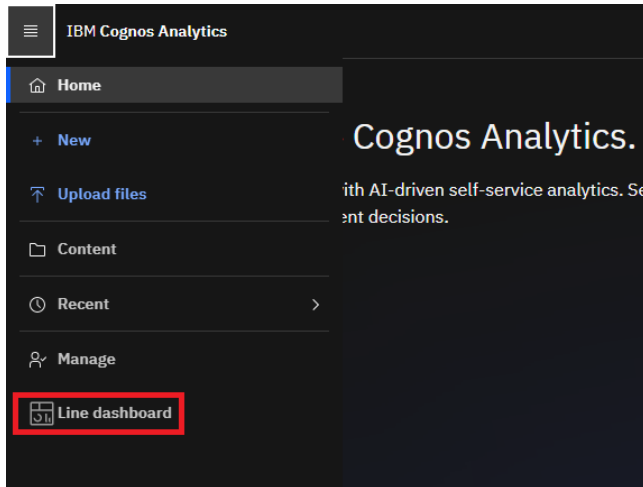 IBM Cognos Analytics
Home
New
Upload files
Content
Recent
Manage
Line dashboard
Cognos Analytics.
ith AI-driven self-service analytics. Se
ent decisions.